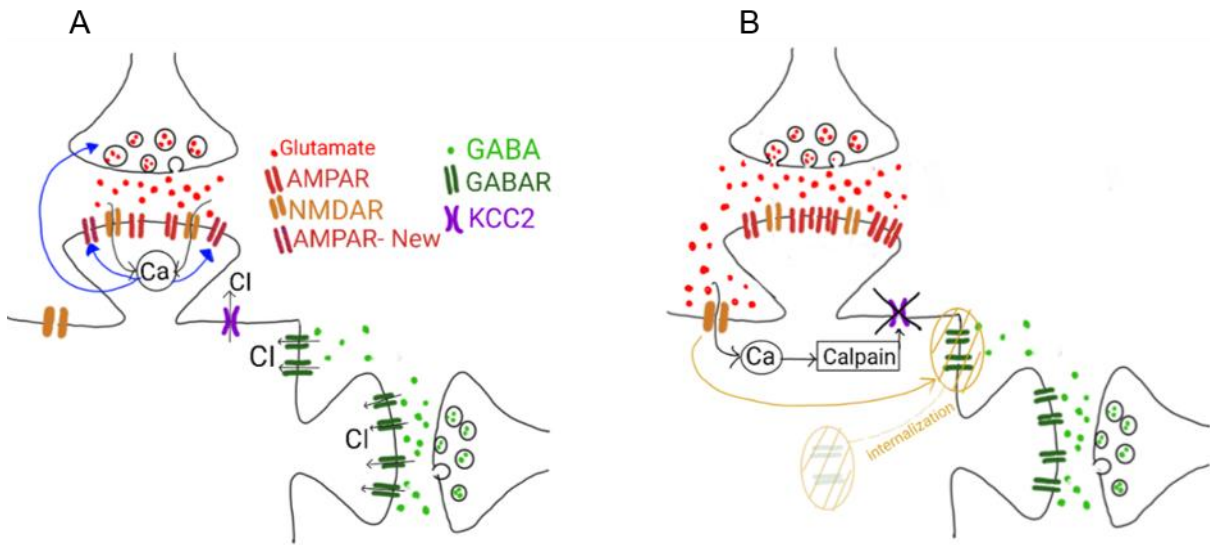 A
B
Glutamate
AMPAR
NMDAR
AMPAR- New
GABA
GABAR
KCC2
Ca
Cl
Cl
Cl
Ca
Calpain
internalization